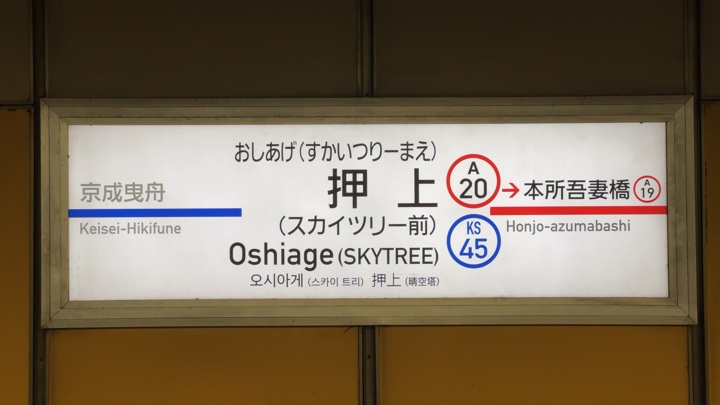 おしあげ(すかいつりーまえ)
押上
(スカイツリー前)
Oshiage (SKYTREE)
오시아게 (스카이 트리) 押上 (晴空塔)
京成曳舟
Keisei-Hikifune
A
20
KS
45
→本所吾妻橋
A
19
Honjo-azumabashi